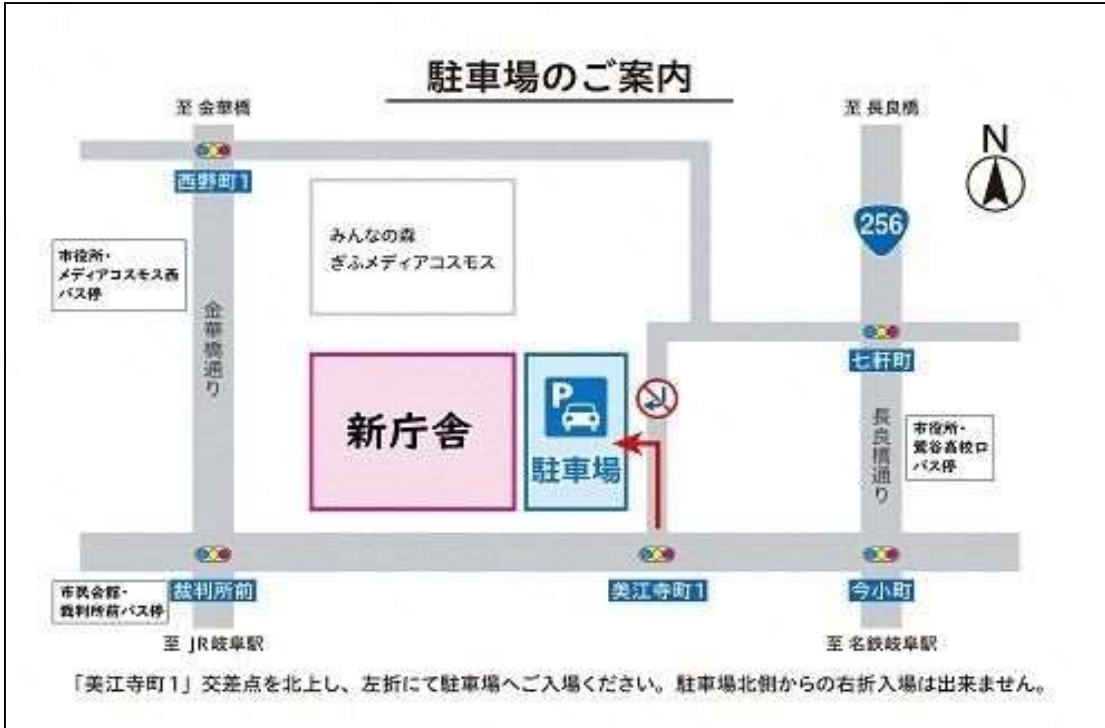 駐車場のご案内
至 金華橋
至 長良橋
N
西野町1
256
みんなの森
ぎふメディアコスモス
市役所・
メディアコスモス西
バス停
金華橋通り
七軒町
P
新庁舎
駐車場
長良橋通り
市役所・
鶯谷高校口
バス停
市民会館・
裁判所前バス停
裁判所前
美江寺町1
今小町
至 JR岐阜駅
至 名鉄岐阜駅
「美江寺町1」交差点を北上し、左折にて駐車場へご入場ください。駐車場北側からの右折入場は出来ません。